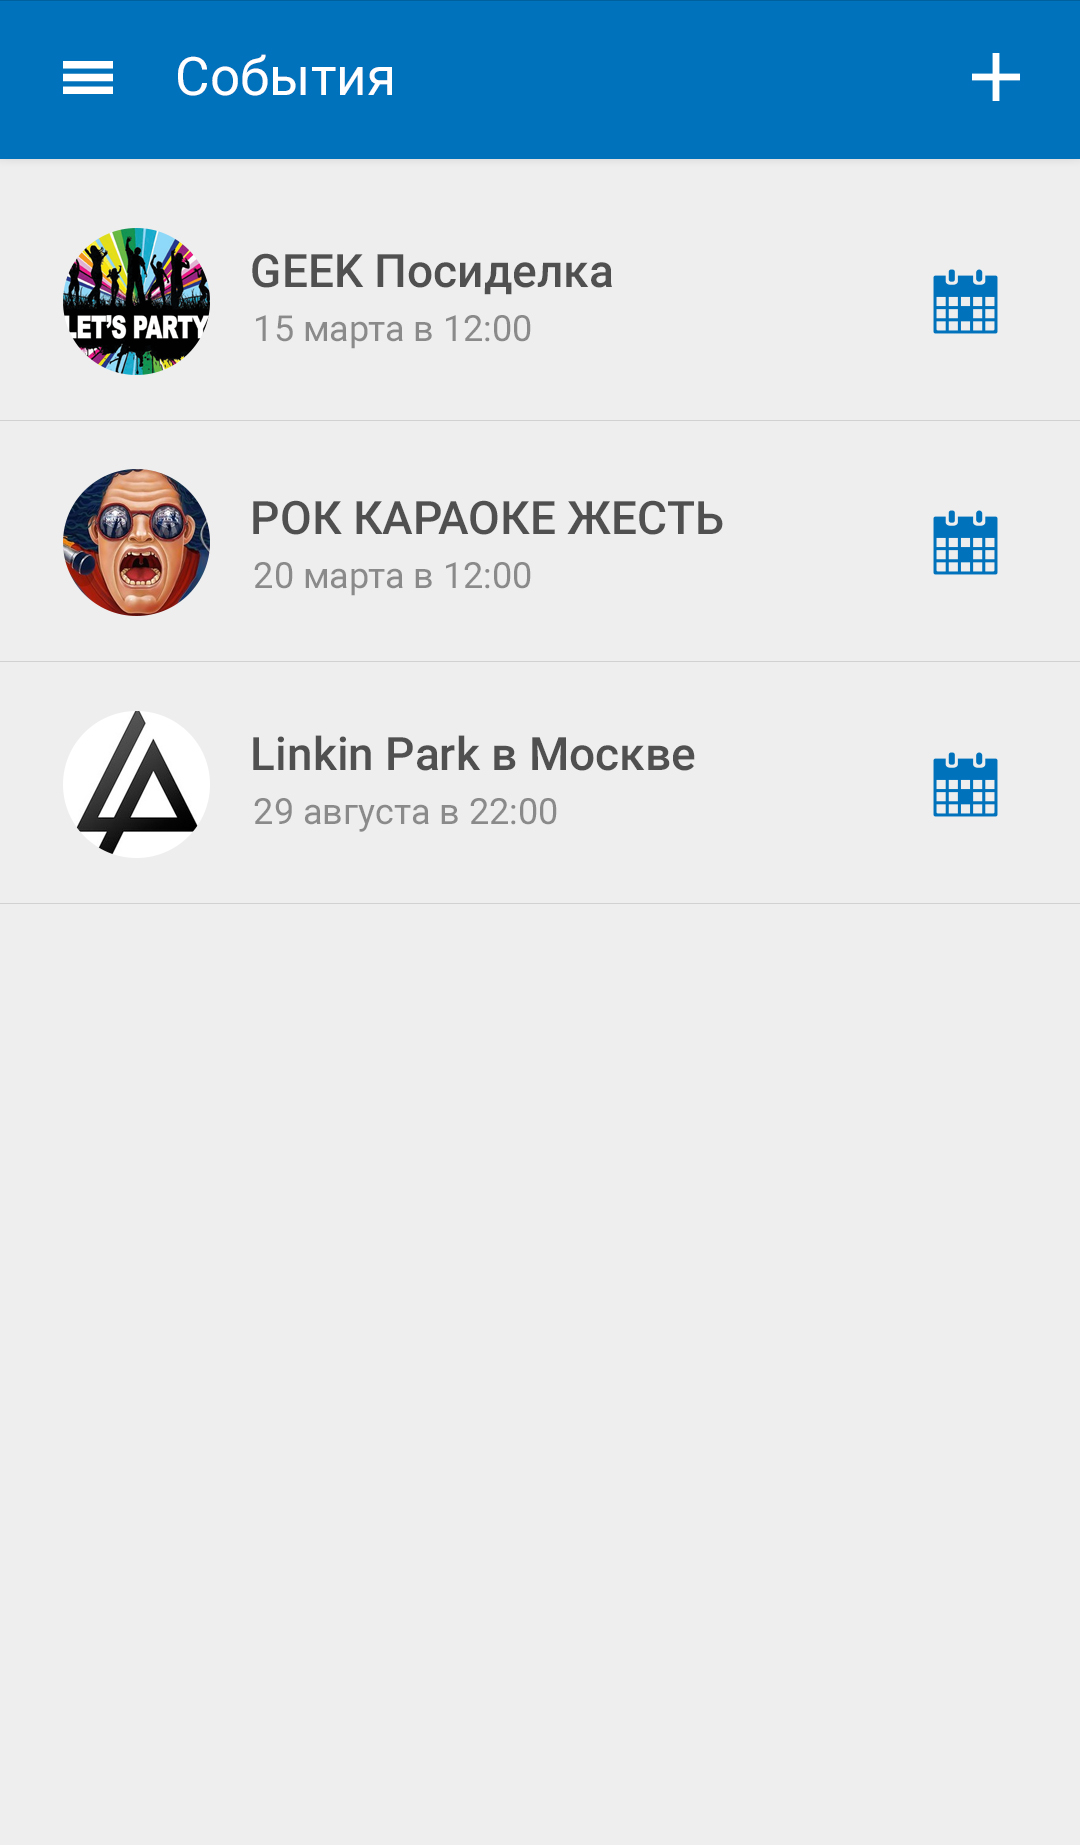 События
GEEK Посиделка
15 марта в 12:00
LET'S PARTY
РОК КАРАОКЕ ЖЕСТЬ
20 марта в 12:00
Linkin Park в Москве
29 августа в 22:00